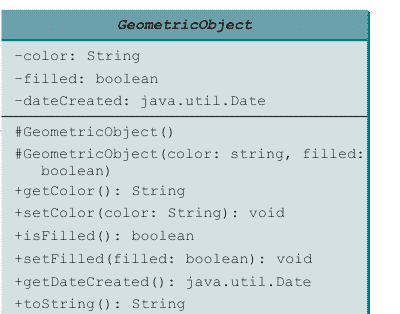 GeometricObject
-color: String
-filled: boolean
-dateCreated: java.util.Date
#GeometricObject()
#GeometricObject(color: string, filled:
boolean)
+getColor(): String
+setColor(color: String): void
+isFilled(): boolean
+setFilled(filled: boolean): void
+getDateCreated(): java.util.Date
+toString(): String